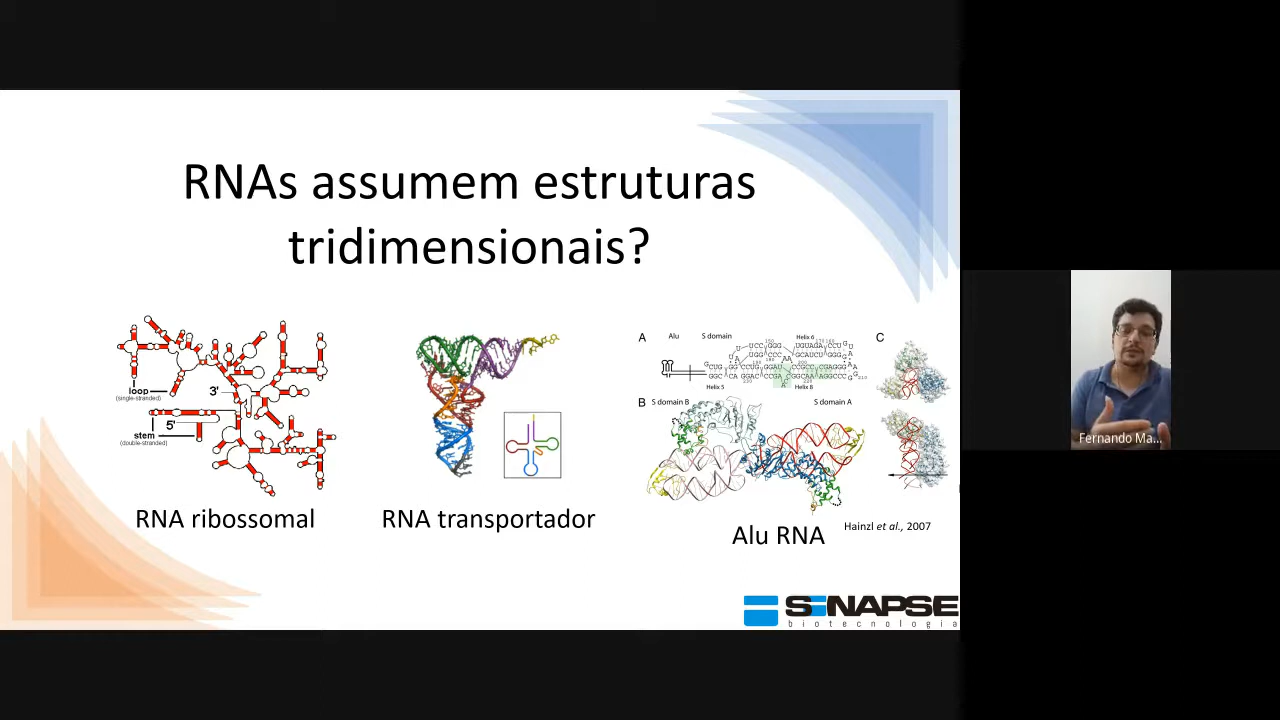 RNAs assumem estruturas
tridimensionais?
loop
(single-stranded)
3'
5'
stem
(double-stranded)
RNA ribossomal
RNA transportador
A
Alu
S domain
Helix 6
Helix 5
Helix 8
B
S domain B
S domain A
C
Alu RNA
Hainzl et al., 2007
SINAPSE
biotecnologia
Fernando Ma...